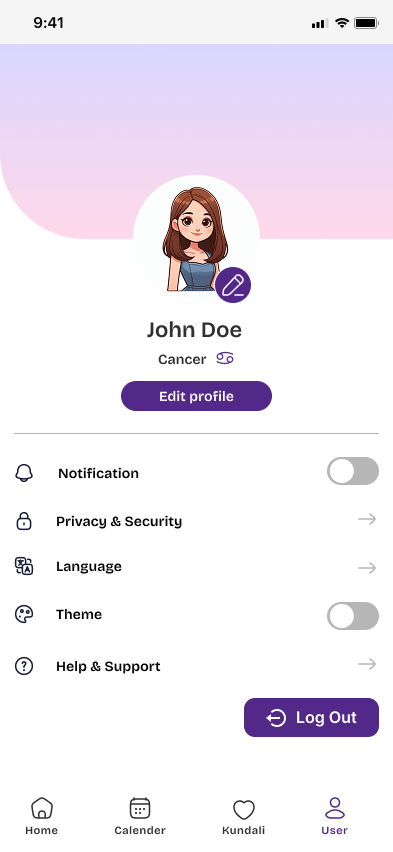 9:41
John Doe
Cancer ♋
Edit profile
Notification
Privacy & Security
Language
Theme
Help & Support
Log Out
Home Calender Kundali User